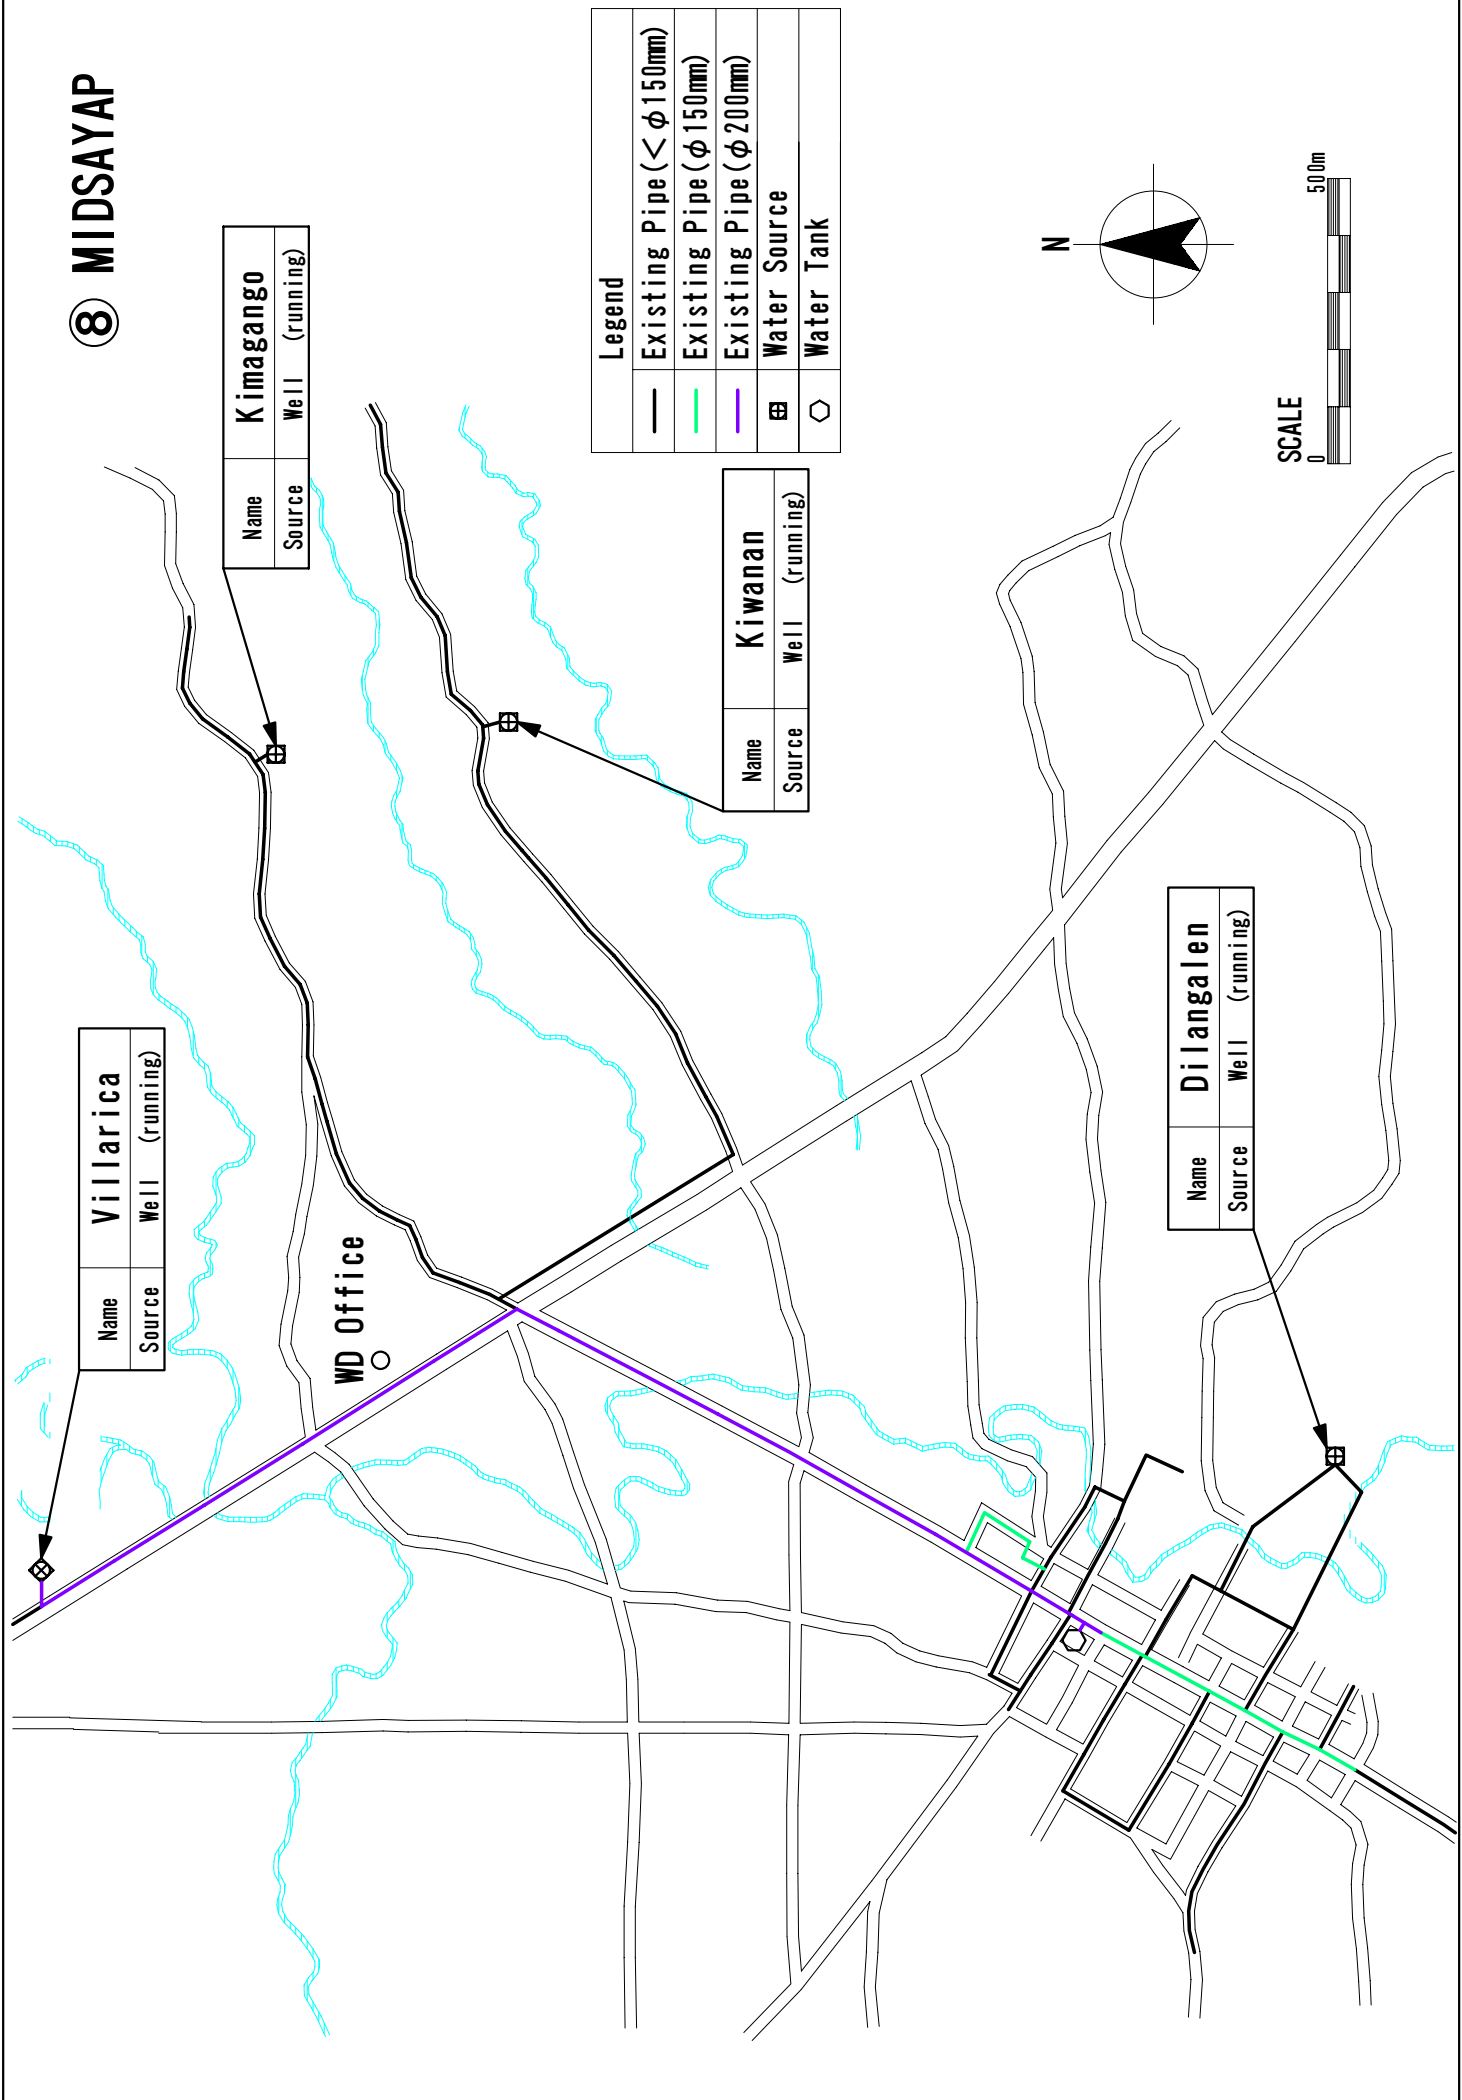 ⑧ MIDSAYAP
Name Villarica
Source Well (running)
Name Kimagango
Source Well (running)
WD Office
Name Kiwanan
Source Well (running)
Legend
Existing Pipe(<φ150mm)
Existing Pipe(φ150mm)
Existing Pipe(φ200mm)
Water Source
Water Tank
Name Dilangalen
Source Well (running)
N
SCALE
0 500m